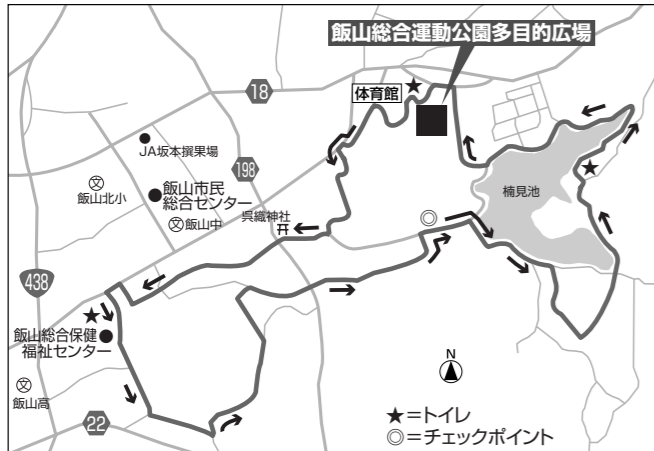 飯山総合運動公園多目的広場
18
体育館
JA坂本撰果場
198
楠見池
文
飯山北小
飯山市民
総合センター
文飯山中
呉織神社
438
飯山総合保健
福祉センター
文
飯山高
22
N
★=トイレ
◎=チェックポイント